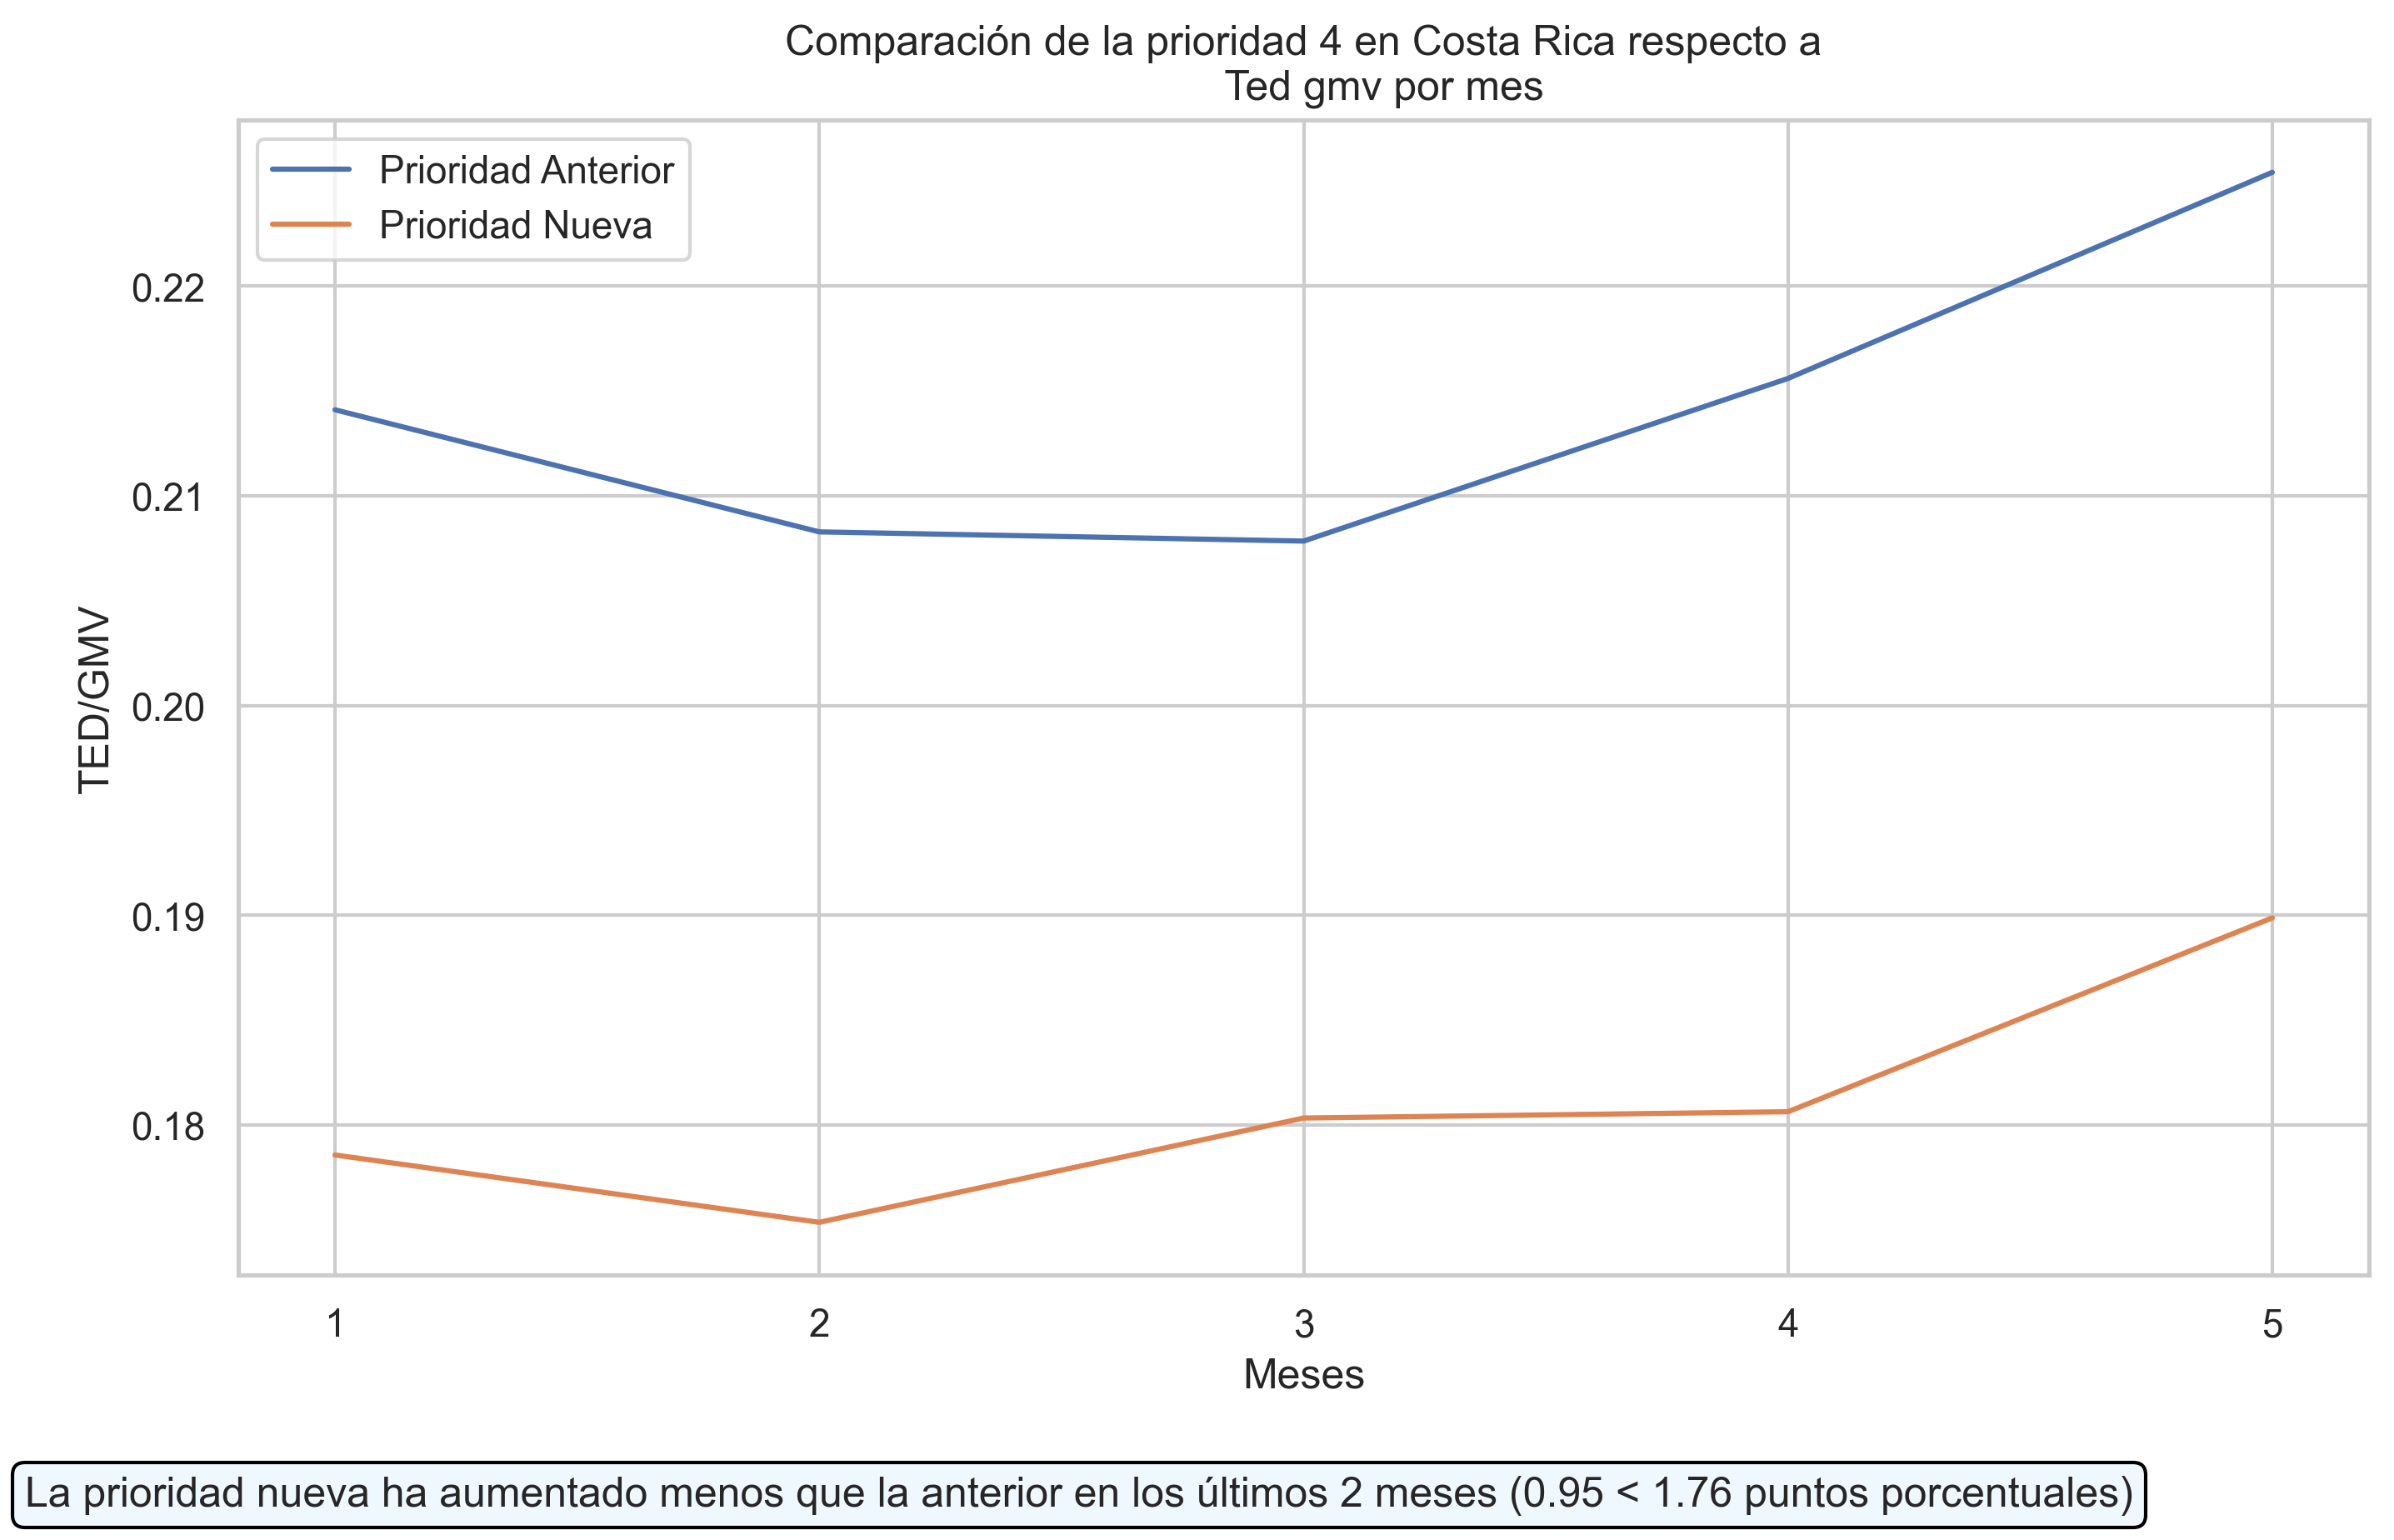 Comparación de la prioridad 4 en Costa Rica respecto a
Ted gmv por mes
Prioridad Anterior
Prioridad Nueva
0.22
0.21
0.20
0.19
0.18
TED/GMV
1 2 3 4 5
Meses
La prioridad nueva ha aumentado menos que la anterior en los últimos 2 meses (0.95 < 1.76 puntos porcentuales)